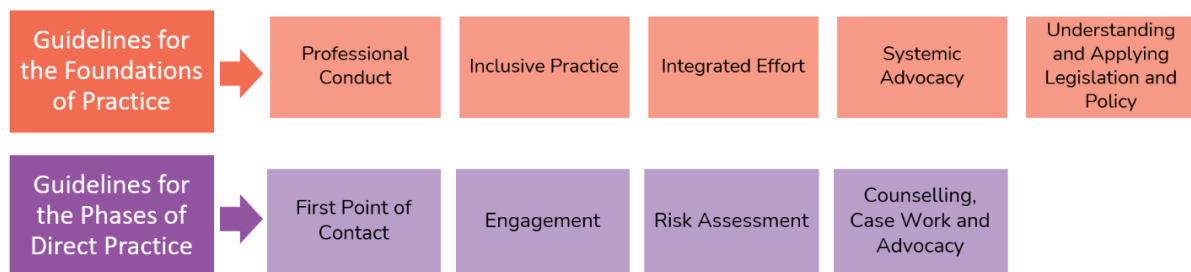 Guidelines for
the Foundations
of Practice
Professional
Conduct
Inclusive Practice
Integrated Effort
Systemic
Advocacy
Understanding
and Applying
Legislation and
Policy
Guidelines for
the Phases of
Direct Practice
First Point of
Contact
Engagement
Risk Assessment
Counselling,
Case Work and
Advocacy